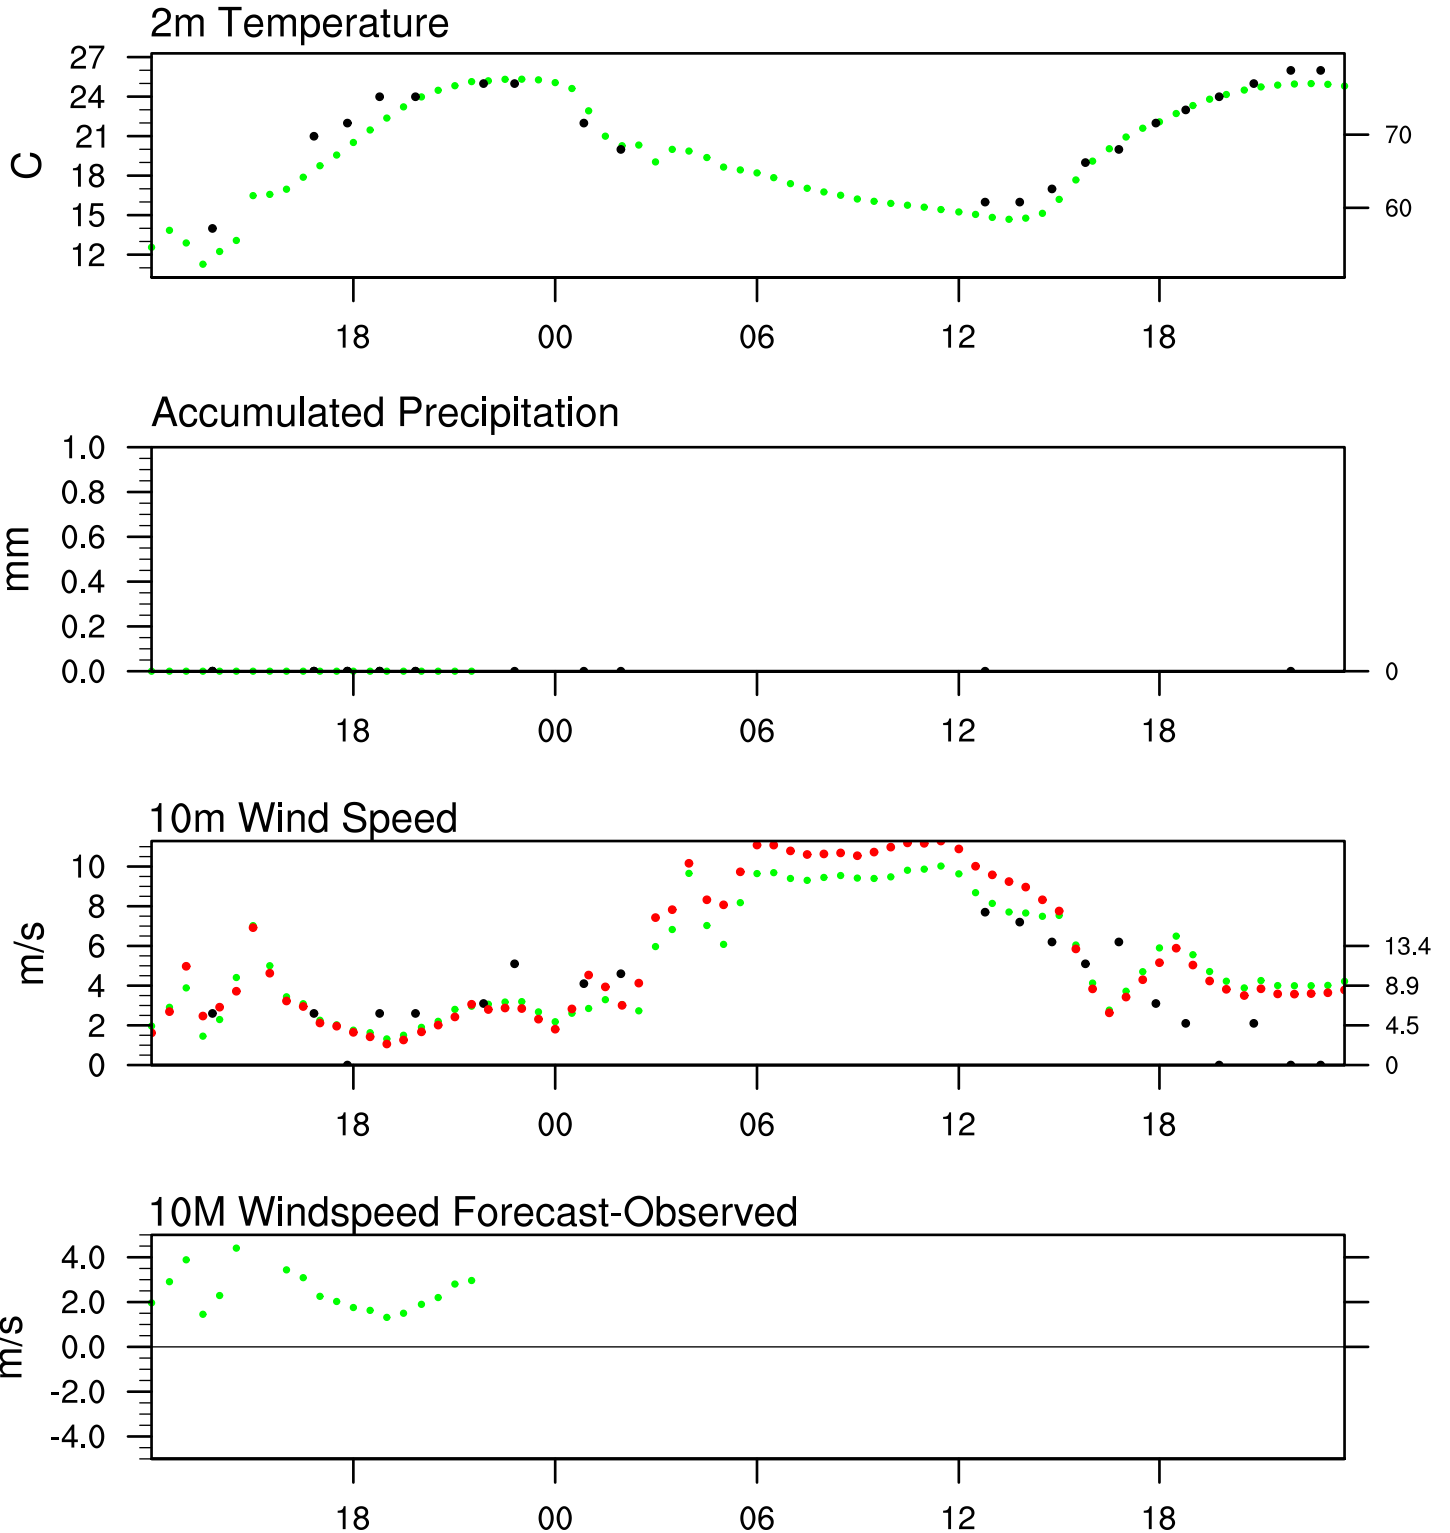 2m Temperature
27
24
21
18
15
12
C
70
60
18 00 06 12 18
Accumulated Precipitation
1.0
0.8
0.6
0.4
0.2
0.0
mm
0
18 00 06 12 18
10m Wind Speed
10
8
6
4
2
0
m/s
13.4
8.9
4.5
0
18 00 06 12 18
10M Windspeed Forecast-Observed
4.0
2.0
0.0
-2.0
-4.0
m/s
18 00 06 12 18